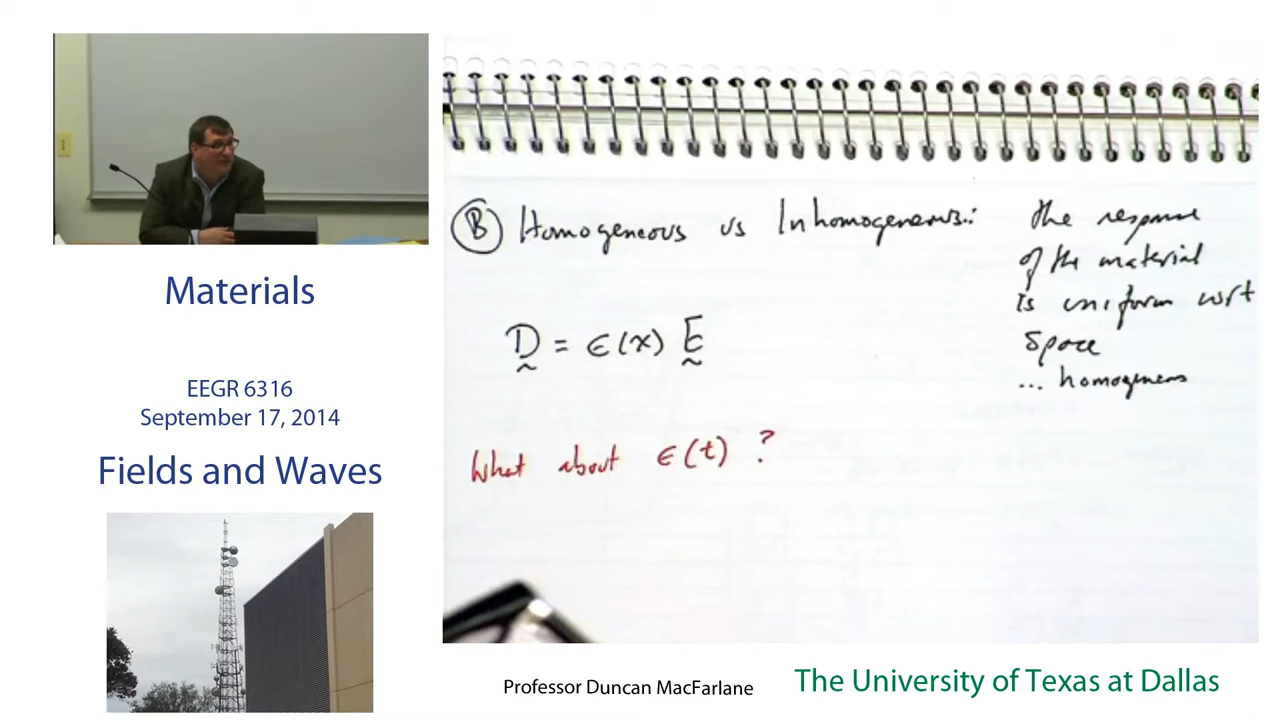 Materials
EEGR 6316
September 17, 2014
Fields and Waves
Ⓑ Homogeneous vs Inhomogeneous:
the response
of the material
is uniform wrt
space
... homogeneous
D = ϵ(x) E
What about ϵ(t) ?
Professor Duncan MacFarlane
The University of Texas at Dallas